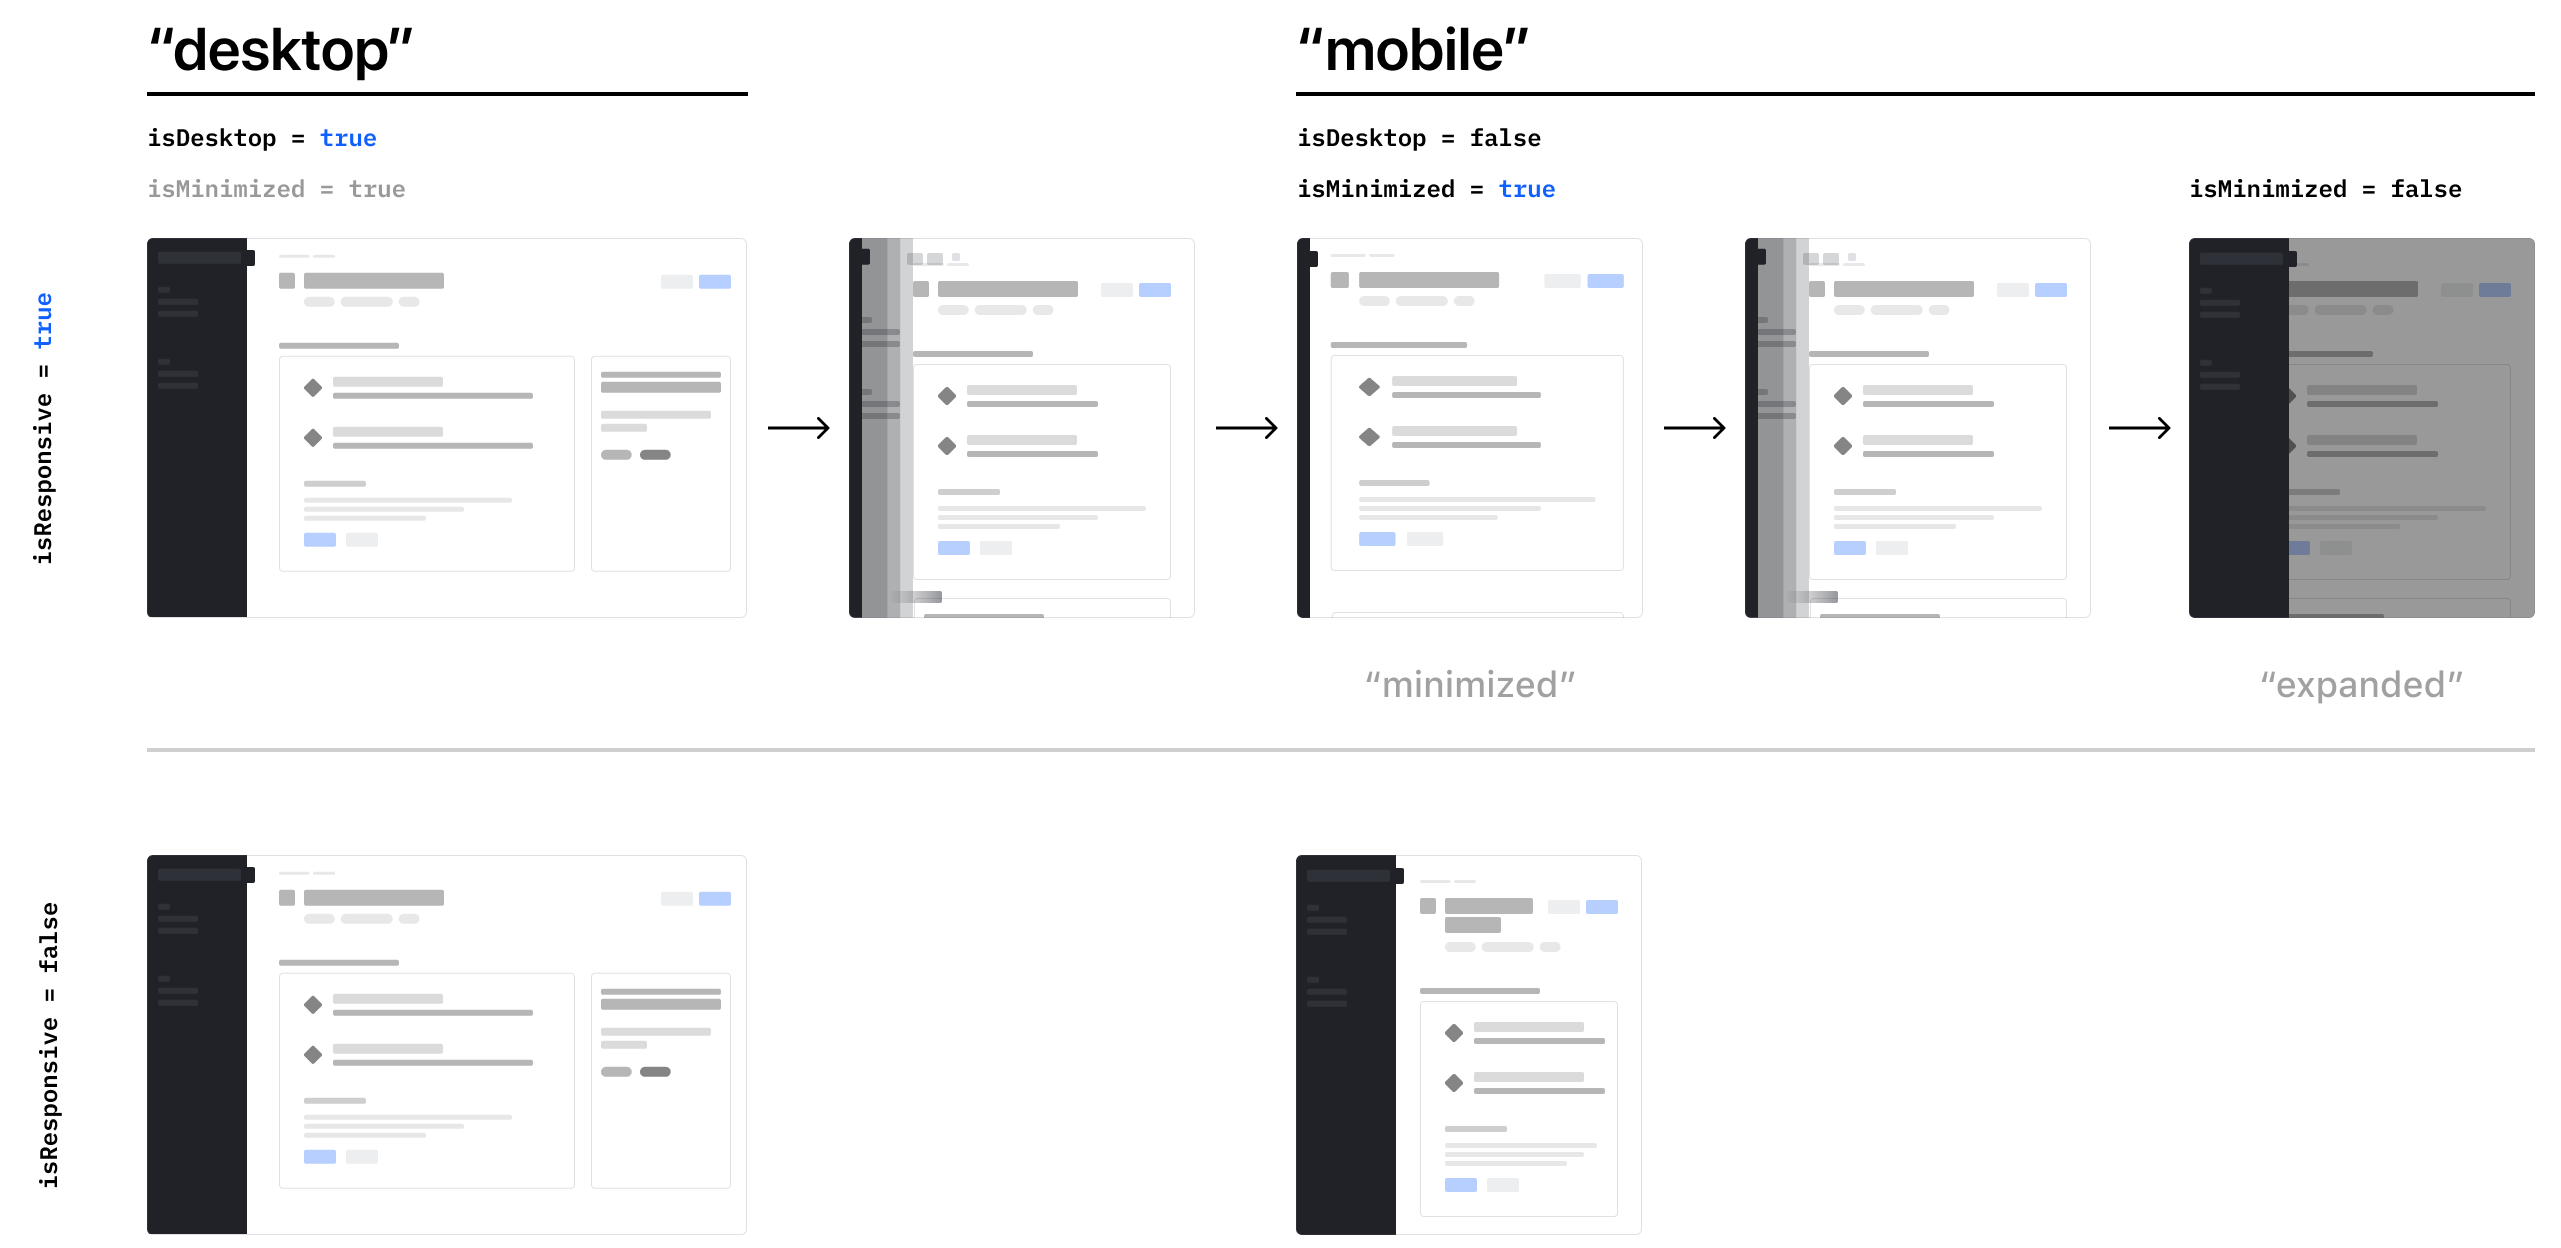 “desktop”
“mobile”
isDesktop = true
isDesktop = false
isMinimized = true
isMinimized = true
isMinimized = false
isResponsive = true
“minimized”
“expanded”
isResponsive = false